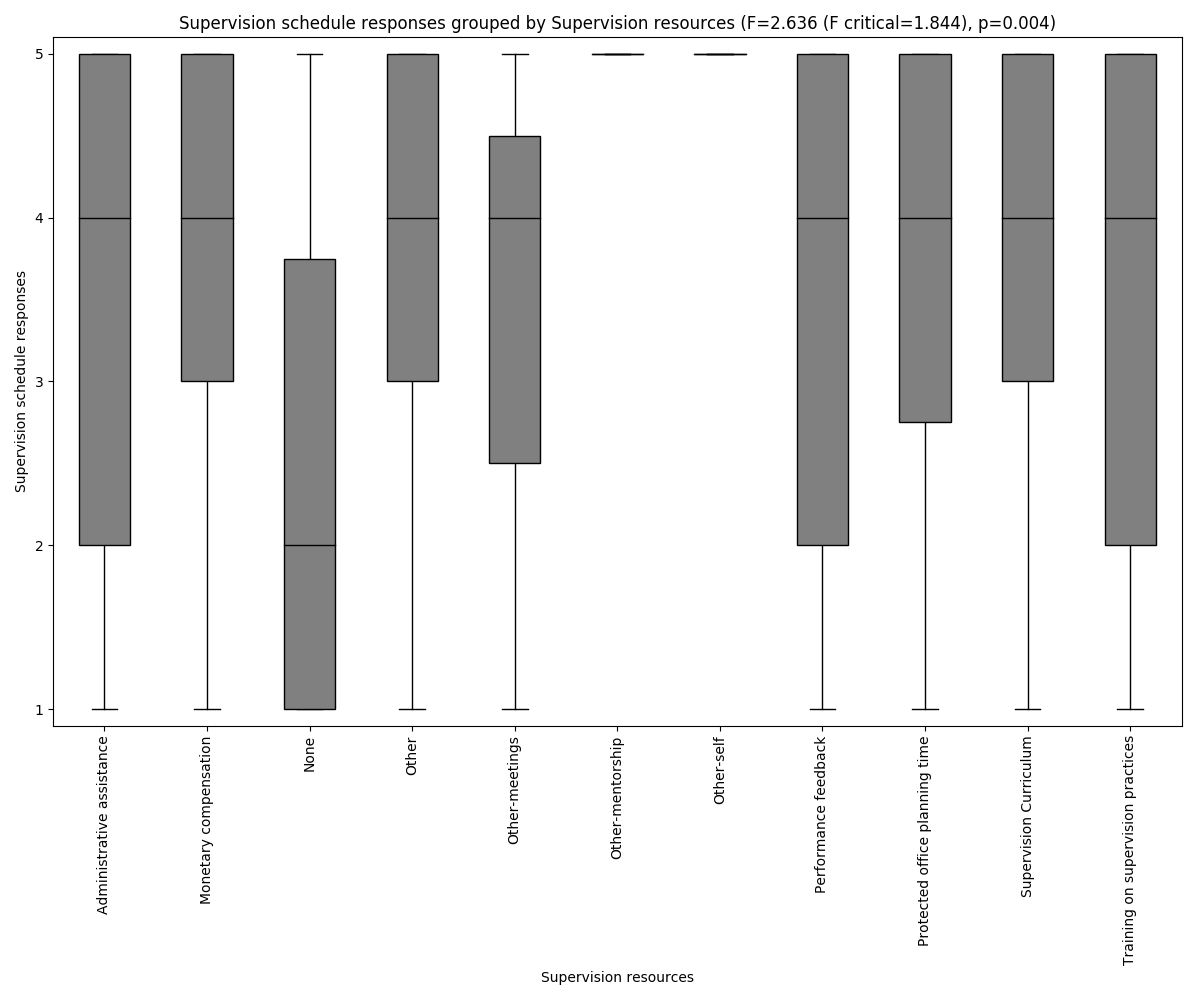 Supervision schedule responses grouped by Supervision resources (F=2.636 (F critical=1.844), p=0.004)
Supervision schedule responses
5
4
3
2
1
Administrative assistance
Monetary compensation
None
Other
Other-meetings
Other-mentorship
Other-self
Performance feedback
Protected office planning time
Supervision Curriculum
Training on supervision practices
Supervision resources